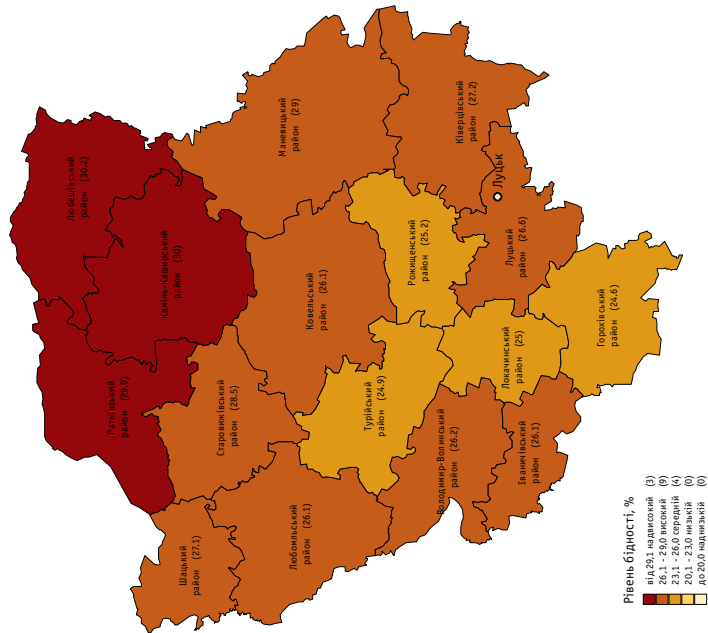 Любешівський
район (30.2)
Камінь-Каширський
район (30)
Ратнівський
район (29.9)
Маневицький
район (29)
Ківерцівський
район (27.2)
Луцьк
Рожищенський
район (25.2)
Луцький
район (26.6)
Ковельський
район (26.1)
Старовижівський
район (28.5)
Турійський
район (24.9)
Локачинський
район (25)
Горохівський
район (24.6)
Володимир-Волинський
район (26.2)
Іваничівський
район (26.1)
Любомльський
район (26.1)
Шацький
район (27.1)
Рівень бідності, %
від 29,1 надвисокий (3)
26,1 - 29,0 високий (9)
23,1 - 26,0 середній (4)
20,1 - 23,0 низькій (0)
до 20,0 наднизькій (0)